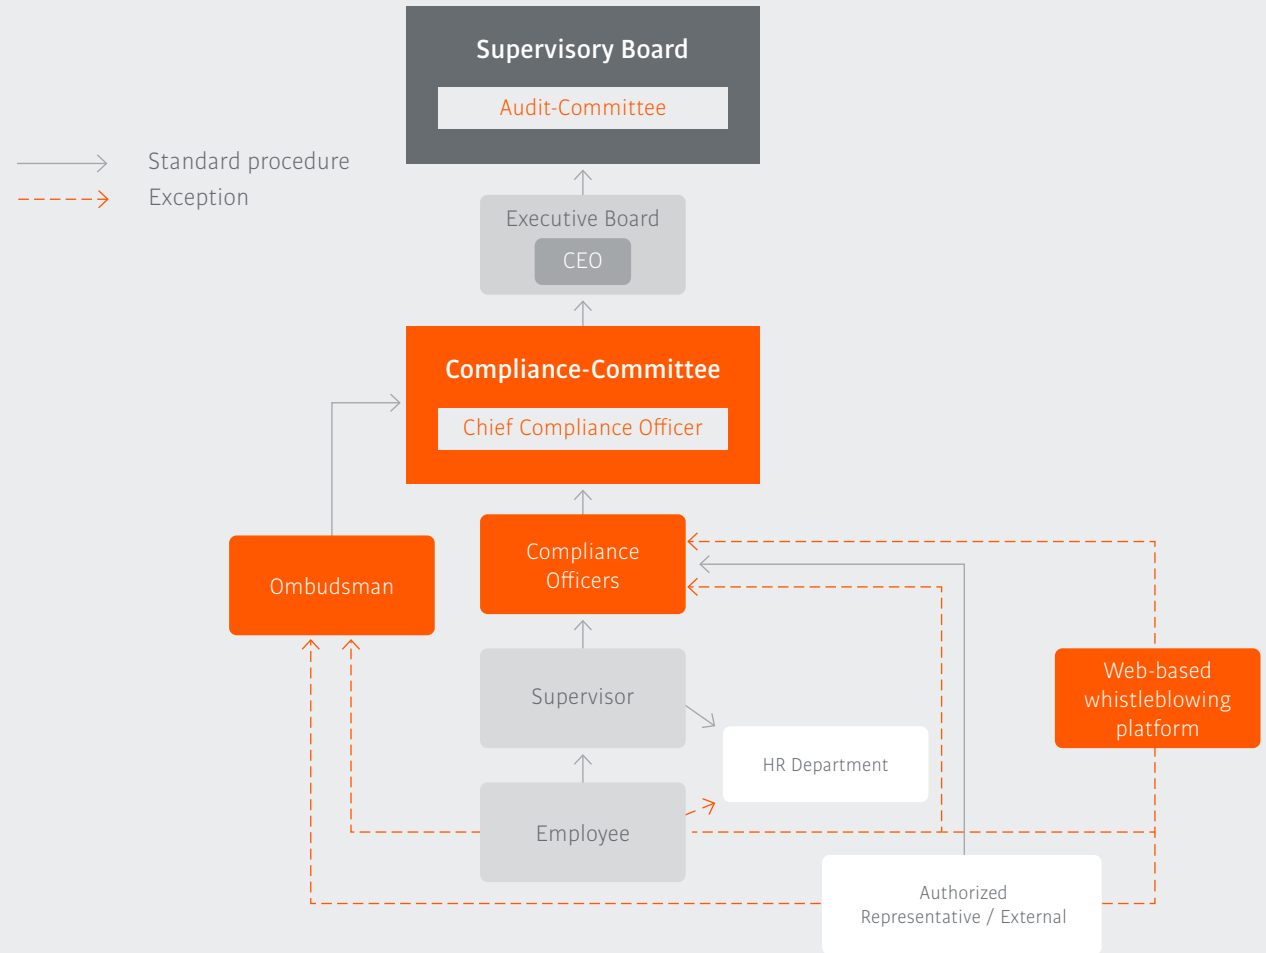 Supervisory Board
Audit-Committee
Standard procedure
Exception
Executive Board
CEO
Compliance-Committee
Chief Compliance Officer
Compliance
Officers
Ombudsman
Supervisor
Web-based
whistleblowing
platform
HR Department
Employee
Authorized
Representative / External